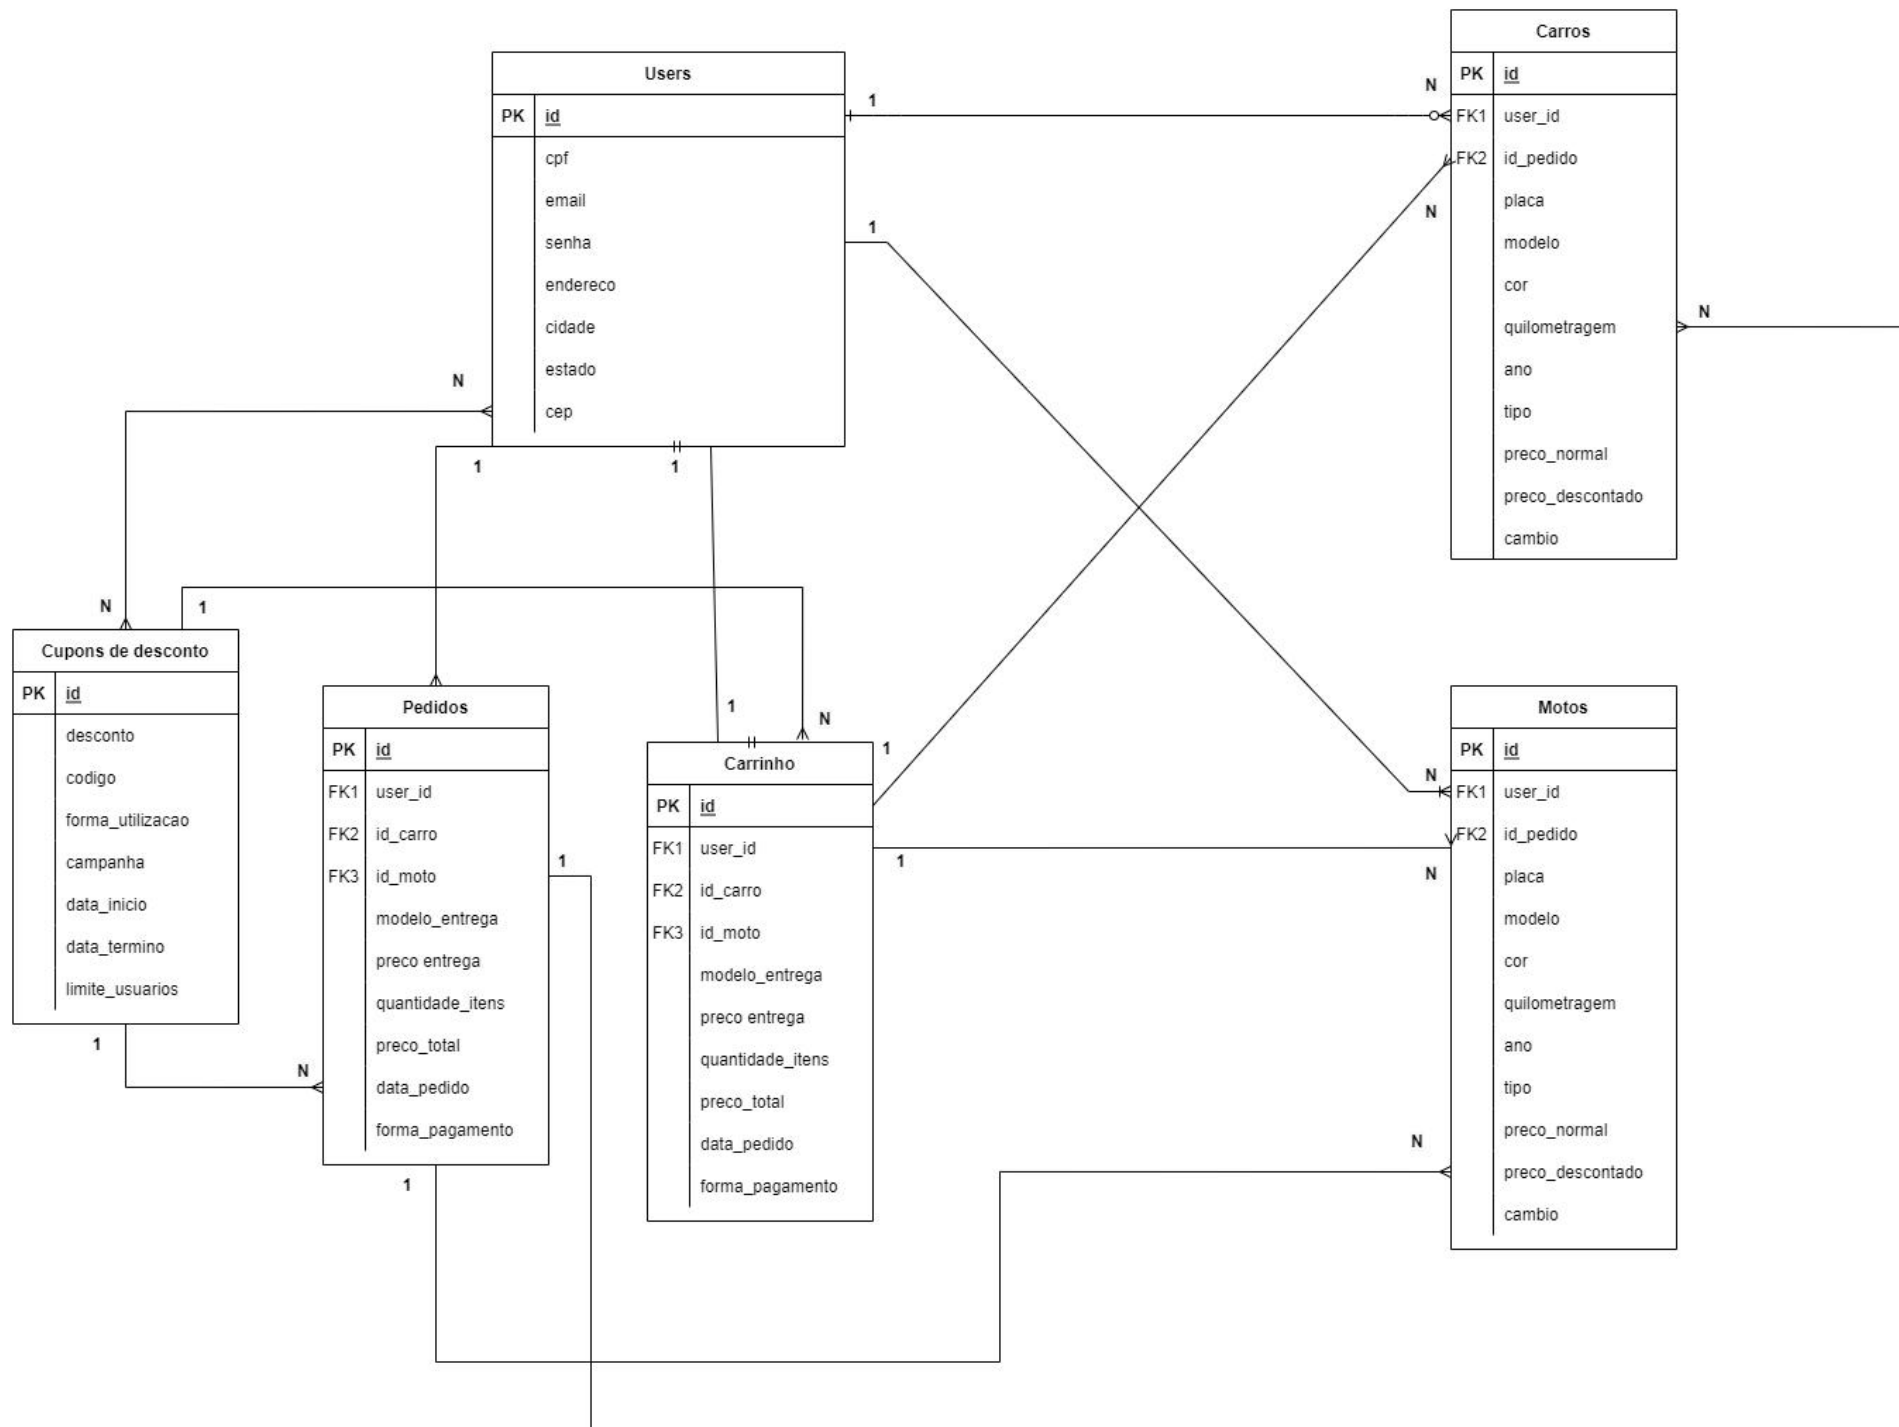 Carros
PK id
FK1 user_id
FK2 id_pedido
placa
modelo
cor
quilometragem
ano
tipo
preco_normal
preco_descontado
cambio
Users
PK id
cpf
email
senha
endereco
cidade
estado
cep
1
N
1
N
N
N
1
1
N
1
1
N
1
Cupons de desconto
PK id
desconto
codigo
forma_utilizacao
campanha
data_inicio
data_termino
limite_usuarios
Pedidos
PK id
FK1 user_id
FK2 id_carro
FK3 id_moto
modelo_entrega
preco entrega
quantidade_itens
preco_total
data_pedido
forma_pagamento
Carrinho
PK id
FK1 user_id
FK2 id_carro
FK3 id_moto
modelo_entrega
preco entrega
quantidade_itens
preco_total
data_pedido
forma_pagamento
Motos
PK id
FK1 user_id
FK2 id_pedido
placa
modelo
cor
quilometragem
ano
tipo
preco_normal
preco_descontado
cambio
N
1
1
N
1
N
N
1